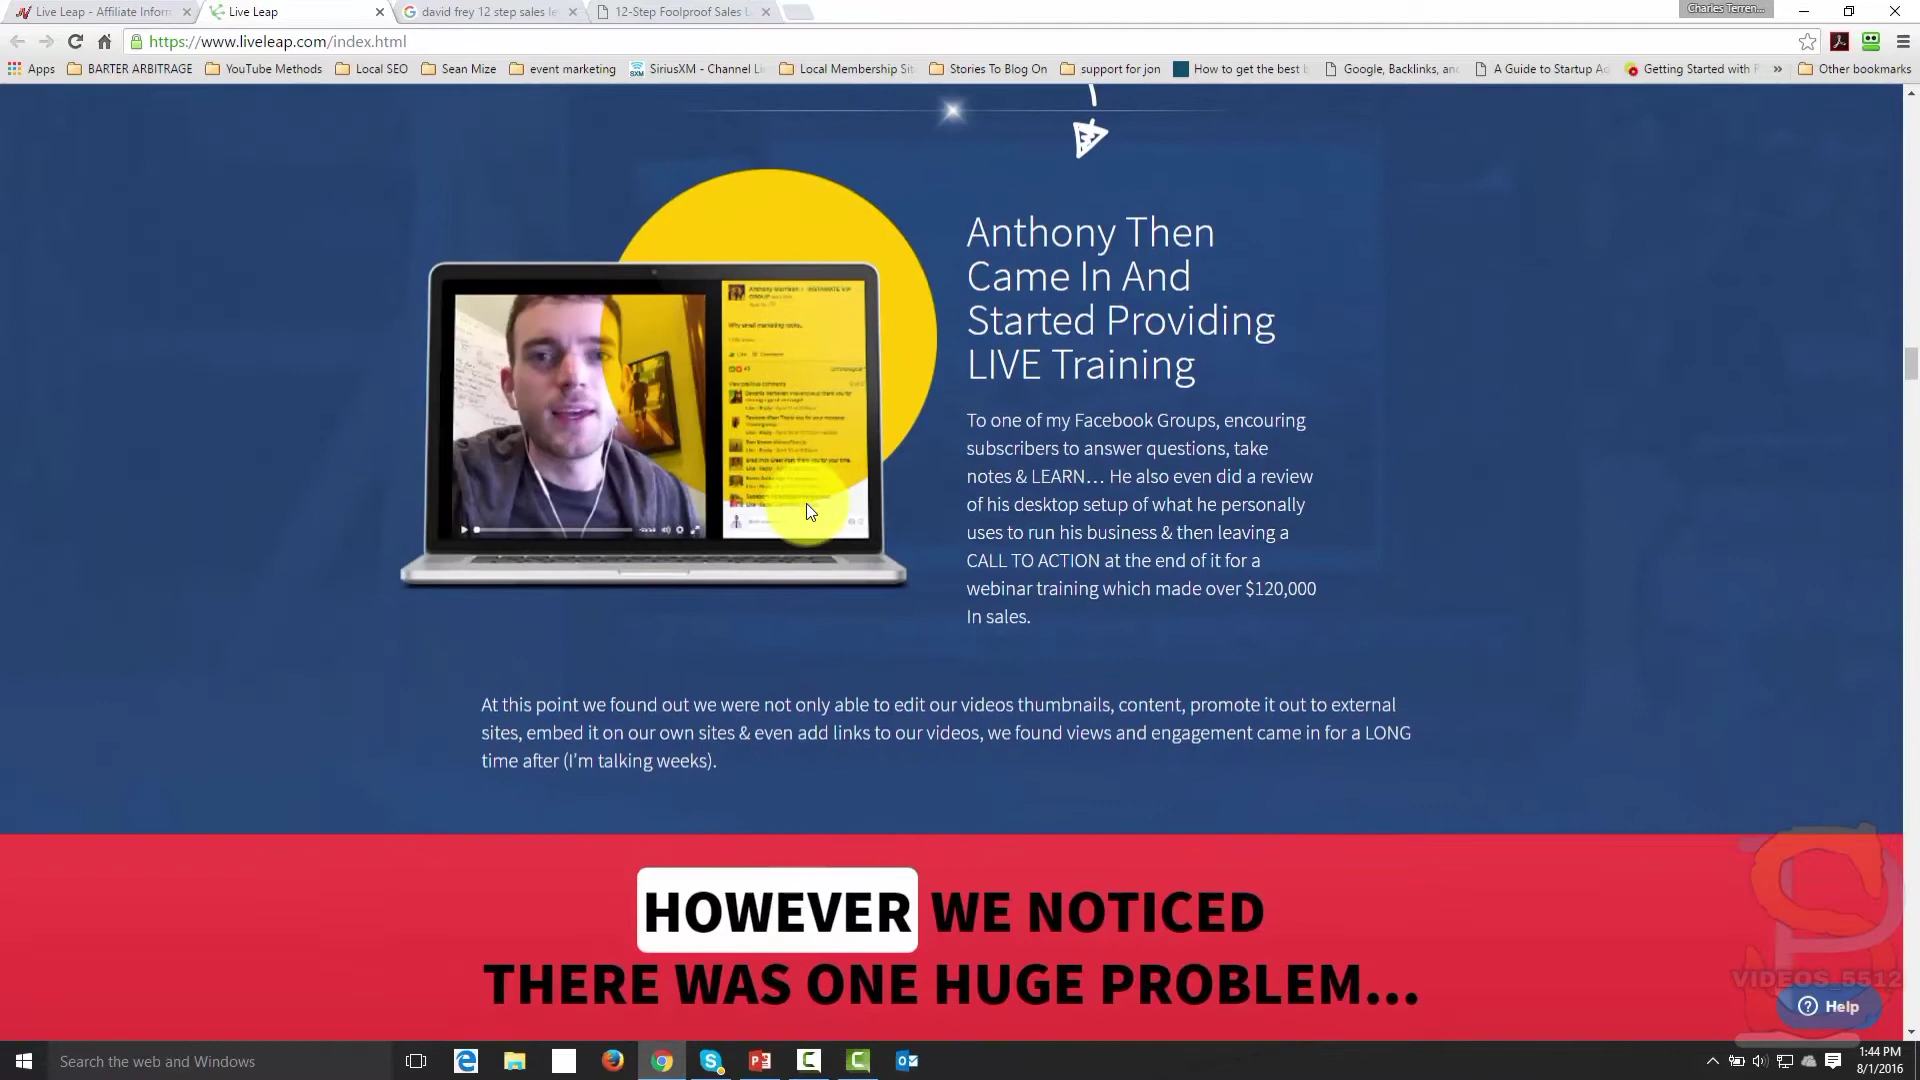 Live Leap - Affiliate Inform
Live Leap
david frey 12 step sales le
12-Step Foolproof Sales L
Charles Terren...
https://www.liveleap.com/index.html
Apps
BARTER ARBITRAGE
YouTube Methods
Local SEO
Sean Mize
event marketing
SiriusXM - Channel Li
Local Membership Sit
Stories To Blog On
support for jon
How to get the best b
Google, Backlinks, and
A Guide to Startup Ac
Getting Started with P
Other bookmarks
Anthony Then
Came In And
Started Providing
LIVE Training
To one of my Facebook Groups, encouring
subscribers to answer questions, take
notes & LEARN... He also even did a review
of his desktop setup of what he personally
uses to run his business & then leaving a
CALL TO ACTION at the end of it for a
webinar training which made over $120,000
In sales.
At this point we found out we were not only able to edit our videos thumbnails, content, promote it out to external
sites, embed it on our own sites & even add links to our videos, we found views and engagement came in for a LONG
time after (I'm talking weeks).
HOWEVER WE NOTICED
THERE WAS ONE HUGE PROBLEM...
VIDEOS_5512
Help
Search the web and Windows
1:44 PM
8/1/2016